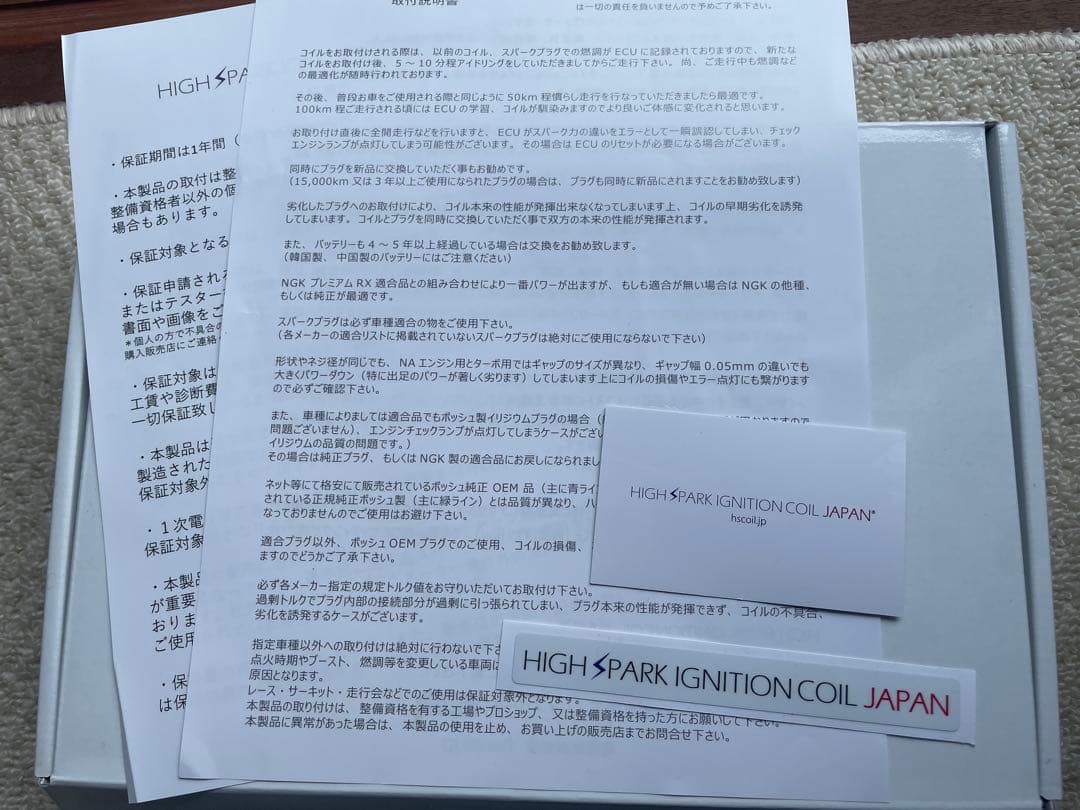 取付説明書
は一切の責任を負いませんので予めご了承下さい。
コイルをお取付けされる際は、以前のコイル、スパークプラグでの燃調が ECU に記録されておりますので、新たな
コイルをお取付け後、5 ～ 10 分程アイドリングをしていただきましてからご走行下さい。尚、ご走行中も燃調など
の最適化が随時行われております。
その後、普段お車をご使用される際と同じように 50km 程慣らし走行を行なっていただきましたら最適です。
100km 程ご走行される頃には ECU の学習、コイルが馴染みますのでより良いご体感に変化されると思います。
お取り付け直後に全開走行などを行いますと、ECU がスパーク力の違いをエラーとして一瞬誤認してしまい、チェック
エンジンランプが点灯してしまう可能性がございます。その場合は ECU のリセットが必要になる場合がございます。
同時にプラグを新品に交換していただく事もお勧めです。
（15,000km 又は 3 年以上ご使用になられたプラグの場合は、プラグも同時に新品にされますことをお勧め致します）
劣化したプラグへのお取付けにより、コイル本来の性能が発揮出来なくなってしまいます上、コイルの早期劣化を誘発
してしまいます。コイルとプラグを同時に交換していただく事で双方の本来の性能が発揮されます。
また、バッテリーも 4 ～ 5 年以上経過している場合は交換をお勧め致します。
（韓国製、中国製のバッテリーにはご注意ください）
NGK プレミアム RX 適合品との組み合わせにより一番パワーが出ますが、もしも適合が無い場合は NGK の他種、
もしくは純正が最適です。
スパークプラグは必ず車種適合の物をご使用下さい。
（各メーカーの適合リストに掲載されていないスパークプラグは絶対にご使用にならないで下さい）
形状やネジ径が同じでも、NA エンジン用とターボ用ではギャップのサイズが異なり、ギャップ幅 0.05mm の違いでも
大きくパワーダウン（特に出足のパワーが著しく劣ります）してしまいます上にコイルの損傷やエラー点灯にも繋がります
ので必ずご確認下さい。
また、車種によりましては適合品でもボッシュ製イリジウムプラグの場合（
問題ございません）、エンジンチェックランプが点灯してしまうケースがござい
イリジウムの品質の問題です。）
その場合は純正プラグ、もしくは NGK 製の適合品にお戻しになられまし
ネット等にて格安にて販売されているボッシュ純正 OEM 品（主に青ライ
されている正規純正ボッシュ製（主に緑ライン）とは品質が異なり、ハ
なっておりませんのでご使用はお避け下さい。
適合プラグ以外、ボッシュ OEM プラグでのご使用、コイルの損傷、
ますのでどうかご了承下さい。
必ず各メーカー指定の規定トルク値をお守りいただいてお取付け下さい。
過剰トルクでプラグ内部の接続部分が過剰に引っ張られてしまい、プラグ本来の性能が発揮できず、コイルの不具合、
劣化を誘発するケースがございます。
指定車種以外への取り付けは絶対に行わないで下さ
点火時期やブースト、燃調等を変更している車両は
原因となります。
レース・サーキット・走行会などでのご使用は保証対象外となります。
本製品の取り付けは、整備資格を有する工場やプロショップ、又は整備資格を持った方にお願いして下さい。
本製品に異常があった場合は、本製品の使用を止め、お買い上げの販売店までお問合せ下さい。
HIGH SPARK
・保証期間は1年間（
・本製品の取付は整
整備資格者以外の個
場合もあります。
・保証対象となる
・保証申請され
またはテスター
書面や画像をご
＊個人の方で不具合の
購入販売店にご連絡
・保証対象は
工賃や診断費
一切保証致し
・本製品は
製造された
保証対象外
・1次電
保証対象
・本製品
が重要
おりま
ご使用
・保
は保
HIGH SPARK IGNITION COIL JAPAN®
hscoil.jp
HIGH SPARK IGNITION COIL JAPAN